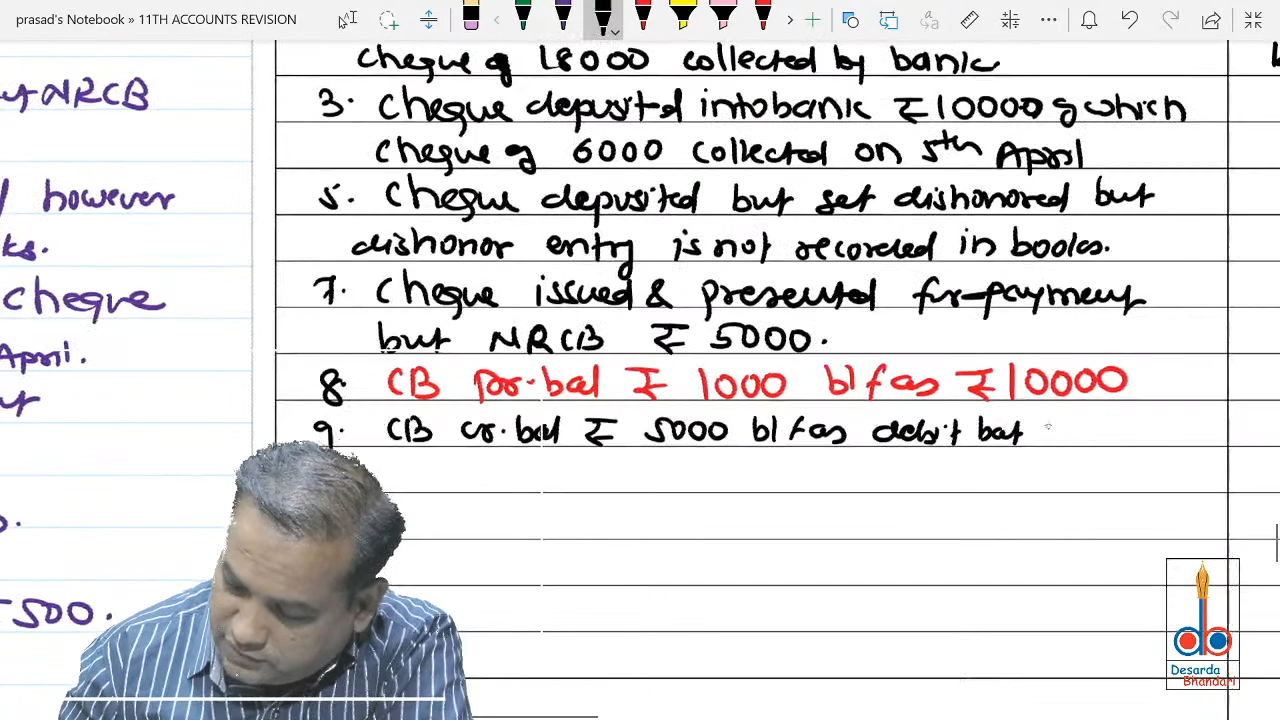 prasad's Notebook » 11TH ACCOUNTS REVISION
cheque of 18000 collected by bank
3. Cheque deposited into bank ₹10000 of which
cheque of 6000 collected on 5th April
5. Cheque deposited but get dishonored but
dishonor entry is not recorded in books.
7. Cheque issued & presented for payment
but NRCB ₹ 5000.
8. CB Dr. bal ₹ 1000 b/f as ₹10000
9. CB cr. bal ₹ 5000 b/f as debit bal
NRCB
however
ks.
cheque
April.
500.
Desarda
Bhandari